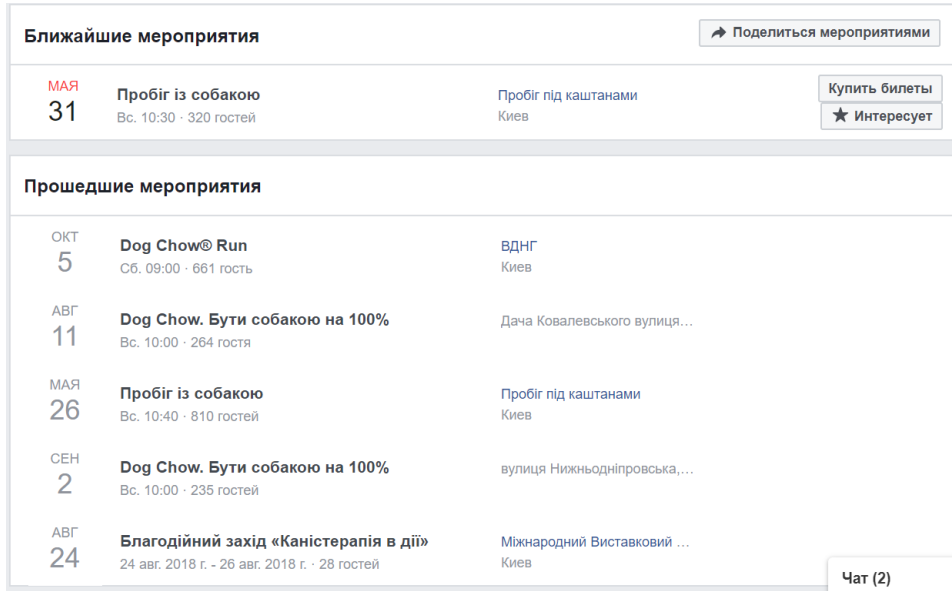 Ближайшие мероприятия
Поделиться мероприятиями
МАЯ
31
Пробіг із собакою
Вс. 10:30 · 320 гостей
Пробіг під каштанами
Киев
Купить билеты
Интересует
Прошедшие мероприятия
ОКТ
5
Dog Chow® Run
Сб. 09:00 · 661 гость
ВДНГ
Киев
АВГ
11
Dog Chow. Бути собакою на 100%
Вс. 10:00 · 264 гостя
Дача Ковалевського вулиця…
МАЯ
26
Пробіг із собакою
Вс. 10:40 · 810 гостей
Пробіг під каштанами
Киев
СЕН
2
Dog Chow. Бути собакою на 100%
Вс. 10:00 · 235 гостей
вулиця Нижньодніпровська,…
АВГ
24
Благодійний захід «Каністерапія в дії»
24 авг. 2018 г. - 26 авг. 2018 г. · 28 гостей
Міжнародний Виставковий …
Киев
Чат (2)